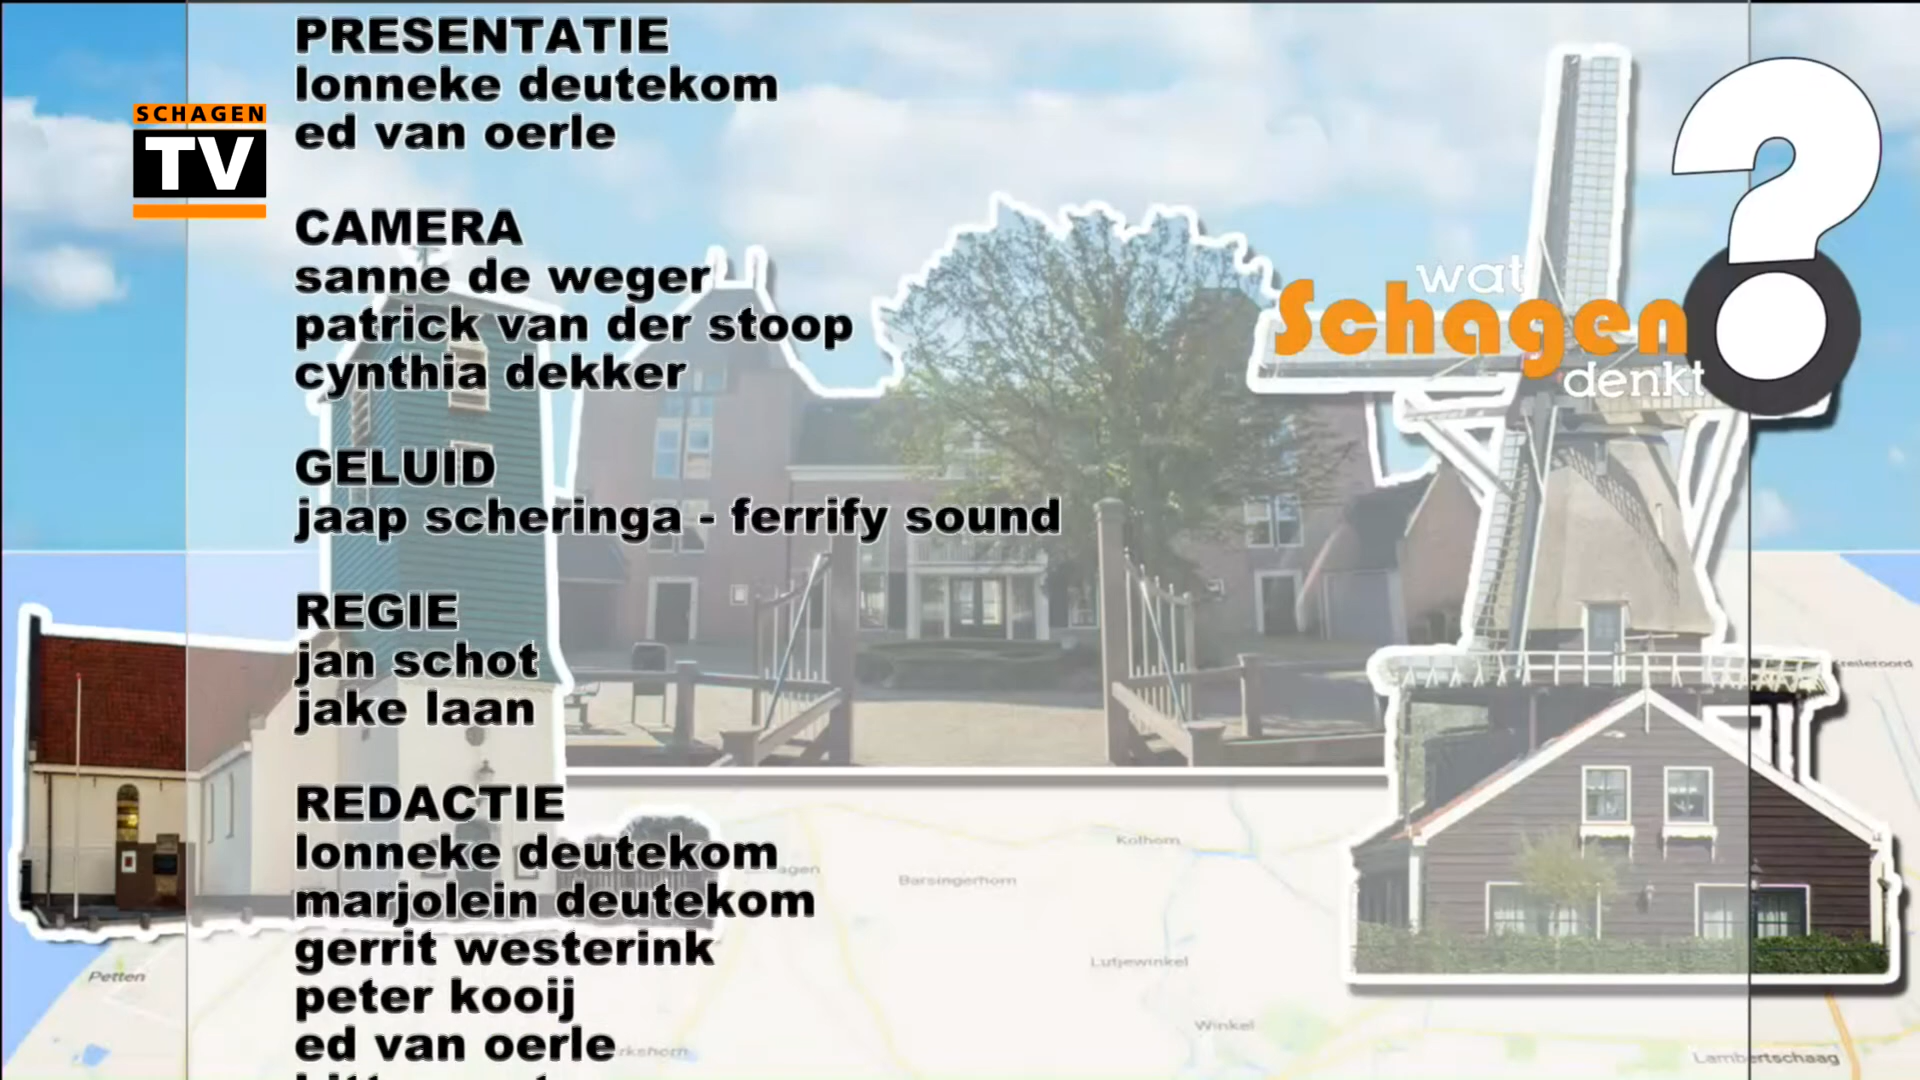 PRESENTATIE
lonneke deutekom
ed van oerle
SCHAGEN
TV
CAMERA
sanne de weger
patrick van der stoop
cynthia dekker
wat
Schagen
denkt
?
GELUID
jaap scheringa - ferrify sound
REGIE
jan schot
jake laan
REDACTIE
lonneke deutekom
marjolein deutekom
gerrit westerink
peter kooij
ed van oerle
Kolhorn
Barsingerhorn
Lutjewinkel
Petten
Winkel
Lambertschaag